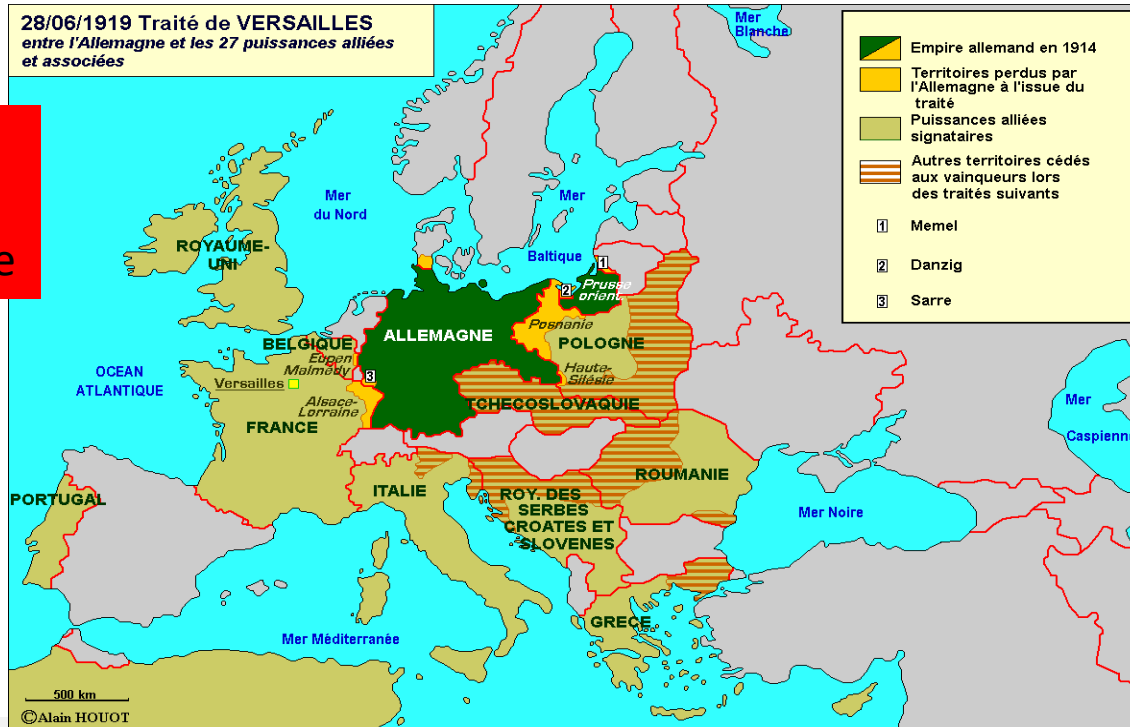 28/06/1919 Traité de VERSAILLES
entre l'Allemagne et les 27 puissances alliées
et associées
e
Mer
Blanche
Empire allemand en 1914
Territoires perdus par
l'Allemagne à l'issue du
traité
Puissances alliées
signataires
Autres territoires cédés
aux vainqueurs lors
des traités suivants
1 Memel
2 Danzig
3 Sarre
Mer
du Nord
Mer
Baltique
ROYAUME-
UNI
1
2
Prusse
orient
ALLEMAGNE
Posnanie
POLOGNE
BELGIQUE
Eupen
Malmédy
Haute-
Silésie
OCEAN
ATLANTIQUE
Versailles
3
Alsace-
Lorraine
TCHECOSLOVAQUIE
FRANCE
Mer
Caspienne
ROUMANIE
ITALIE
PORTUGAL
ROY. DES
SERBES
CROATES ET
SLOVENES
Mer Noire
GRECE
Mer Méditerranée
500 km
©Alain HOUOT